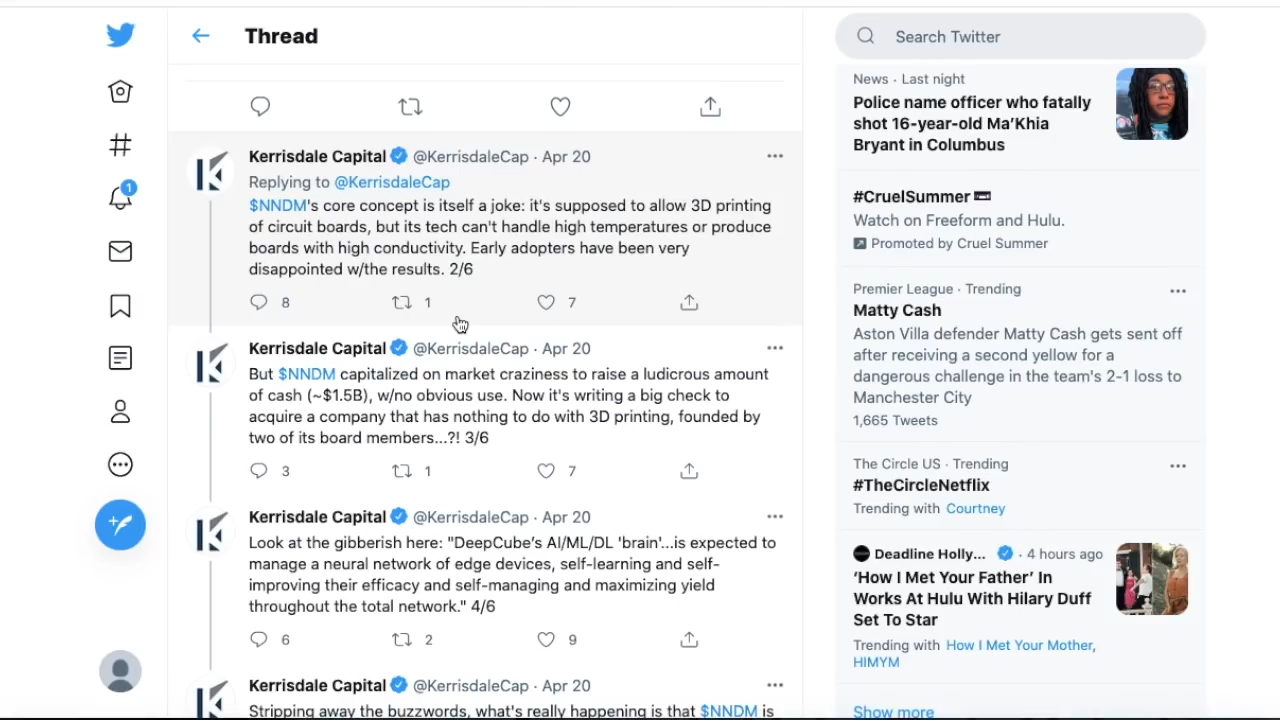 Thread
Kerrisdale Capital @KerrisdaleCap · Apr 20
Replying to @KerrisdaleCap
$NNDM's core concept is itself a joke: it's supposed to allow 3D printing
of circuit boards, but its tech can't handle high temperatures or produce
boards with high conductivity. Early adopters have been very
disappointed w/the results. 2/6
8 1 7
Kerrisdale Capital @KerrisdaleCap · Apr 20
But $NNDM capitalized on market craziness to raise a ludicrous amount
of cash (~$1.5B), w/no obvious use. Now it's writing a big check to
acquire a company that has nothing to do with 3D printing, founded by
two of its board members...?! 3/6
3 1 7
Kerrisdale Capital @KerrisdaleCap · Apr 20
Look at the gibberish here: "DeepCube's AI/ML/DL 'brain'...is expected to
manage a neural network of edge devices, self-learning and self-
improving their efficacy and self-managing and maximizing yield
throughout the total network." 4/6
6 2 9
Kerrisdale Capital @KerrisdaleCap · Apr 20
Stripping away the buzzwords, what's really happening is that $NNDM is
1
Search Twitter
News · Last night
Police name officer who fatally
shot 16-year-old Ma'Khia
Bryant in Columbus
#CruelSummer
Watch on Freeform and Hulu.
Promoted by Cruel Summer
Premier League · Trending
Matty Cash
Aston Villa defender Matty Cash gets sent off
after receiving a second yellow for a
dangerous challenge in the team's 2-1 loss to
Manchester City
1,665 Tweets
The Circle US · Trending
#TheCircleNetflix
Trending with Courtney
Deadline Holly... · 4 hours ago
'How I Met Your Father' In
Works At Hulu With Hilary Duff
Set To Star
Trending with How I Met Your Mother,
HIMYM
Show more